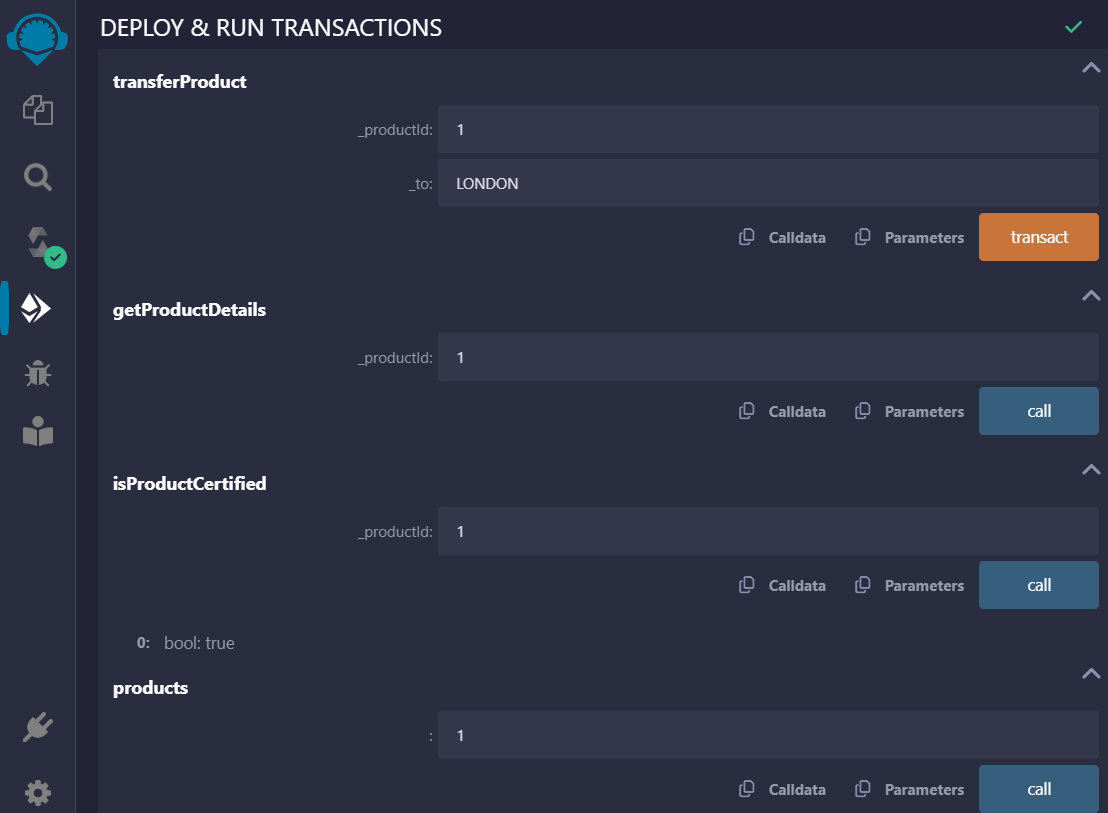 DEPLOY & RUN TRANSACTIONS
transferProduct
_productId: 1
_to: LONDON
Calldata Parameters transact
getProductDetails
_productId: 1
Calldata Parameters call
isProductCertified
_productId: 1
Calldata Parameters call
0: bool: true
products
: 1
Calldata Parameters call